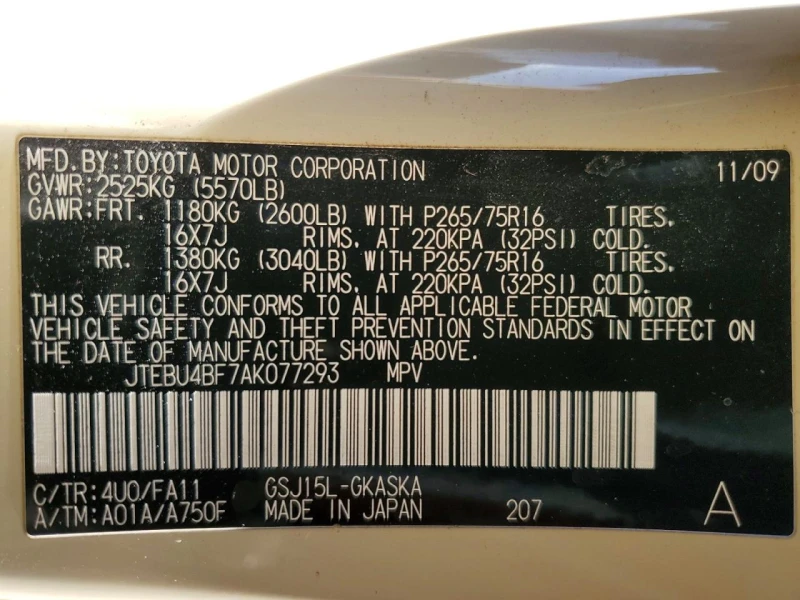 MFD.BY:TOYOTA MOTOR CORPORATION 11/09
GVWR:2525KG (5570LB)
GAWR:FRT. 1180KG (2600LB) WITH P265/75R16 TIRES.
16X7J RIMS. AT 220KPA (32PSI) COLD.
RR. 1380KG (3040LB) WITH P265/75R16 TIRES.
16X7J RIMS. AT 220KPA (32PSI) COLD.
THIS VEHICLE CONFORMS TO ALL APPLICABLE FEDERAL MOTOR
VEHICLE SAFETY AND THEFT PREVENTION STANDARDS IN EFFECT ON
THE DATE OF MANUFACTURE SHOWN ABOVE.
JTEBU4BF7AK077293 MPV
C/TR:4U0/FA11 GSJ15L-GKASKA
A/TM:A01A/A750F MADE IN JAPAN 207 A